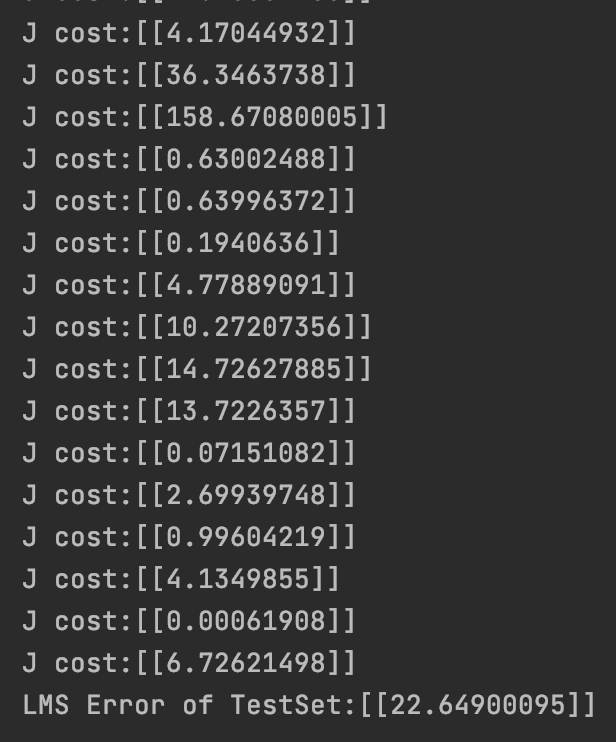 J cost:[[4.17044932]]
J cost:[[36.3463738]]
J cost:[[158.67080005]]
J cost:[[0.63002488]]
J cost:[[0.63996372]]
J cost:[[0.1940636]]
J cost:[[4.77889091]]
J cost:[[10.27207356]]
J cost:[[14.72627885]]
J cost:[[13.7226357]]
J cost:[[0.07151082]]
J cost:[[2.69939748]]
J cost:[[0.99604219]]
J cost:[[4.1349855]]
J cost:[[0.00061908]]
J cost:[[6.72621498]]
LMS Error of TestSet:[[22.64900095]]